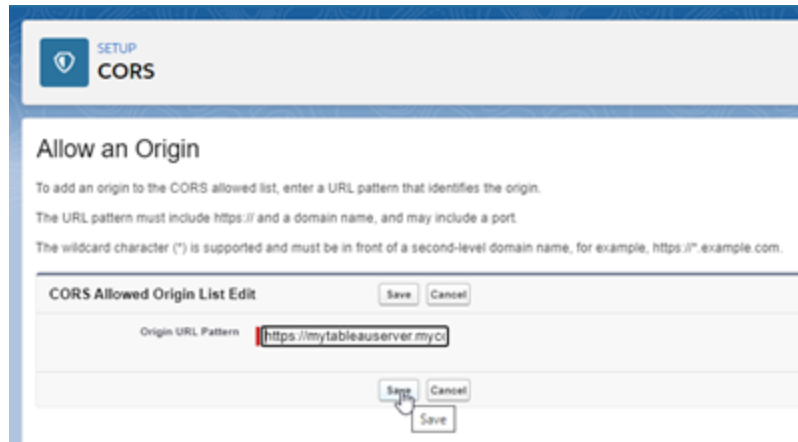 SETUP
CORS
Allow an Origin
To add an origin to the CORS allowed list, enter a URL pattern that identifies the origin.
The URL pattern must include https:// and a domain name, and may include a port.
The wildcard character (*) is supported and must be in front of a second-level domain name, for example, https://*.example.com.
CORS Allowed Origin List Edit Save Cancel
Origin URL Pattern https://mytableauserver.myco
Save Cancel
Save